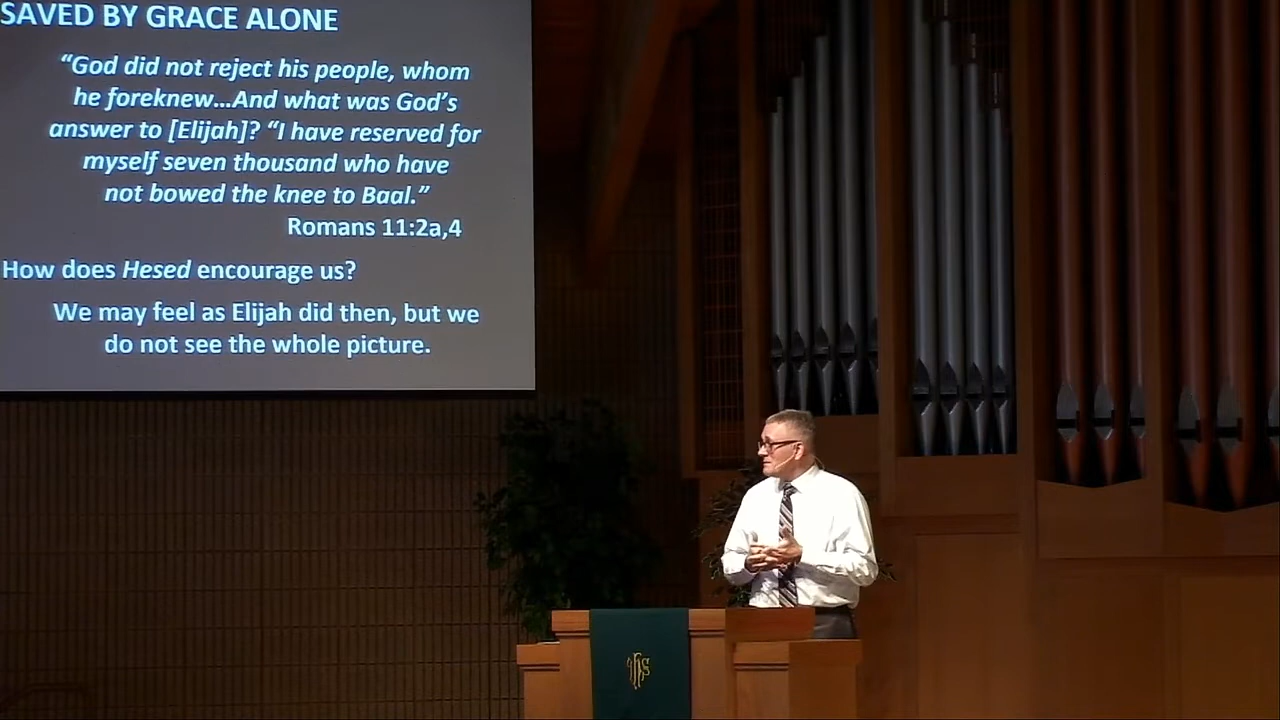 SAVED BY GRACE ALONE
“God did not reject his people, whom
he foreknew...And what was God’s
answer to [Elijah]? “I have reserved for
myself seven thousand who have
not bowed the knee to Baal.”
Romans 11:2a,4
How does Hesed encourage us?
We may feel as Elijah did then, but we
do not see the whole picture.
IHS